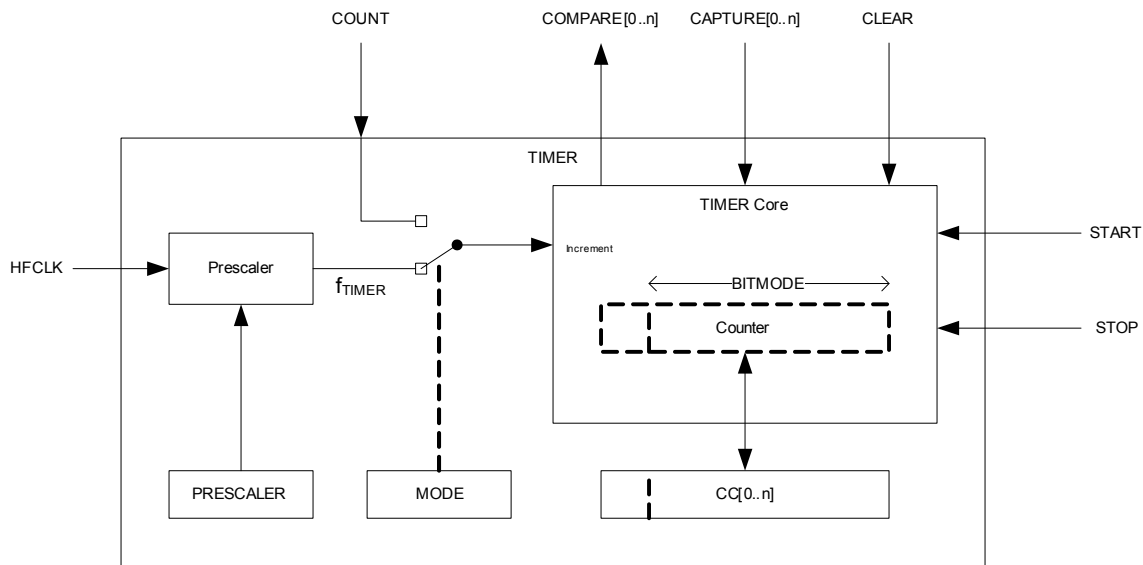 COUNT
COMPARE[0..n]
CAPTURE[0..n]
CLEAR
TIMER
TIMER Core
START
Increment
HFCLK
Prescaler
fTIMER
BITMODE
Counter
STOP
PRESCALER
MODE
CC[0..n]